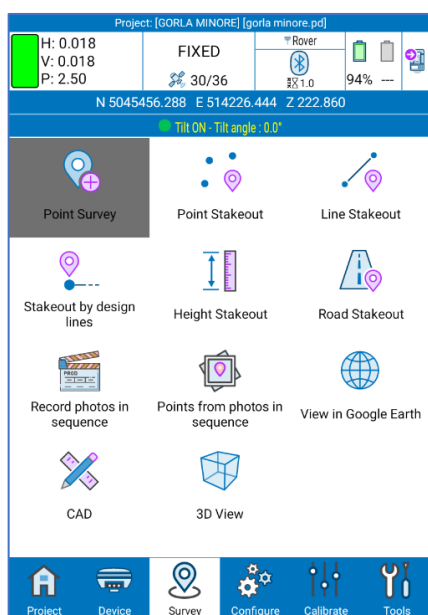 Project: [GORLA MINORE] [gorla minore.pd]
H: 0.018
V: 0.018
P: 2.50
FIXED
30/36
Rover
1.0
94%
---
N 5045456.288 E 514226.444 Z 222.860
Tilt ON - Tilt angle : 0.0°
Point Survey
Point Stakeout
Line Stakeout
Stakeout by design
lines
Height Stakeout
Road Stakeout
PROD
Record photos in
sequence
Points from photos in
sequence
View in Google Earth
CAD
3D View
Project
Device
Survey
Configure
Calibrate
Tools